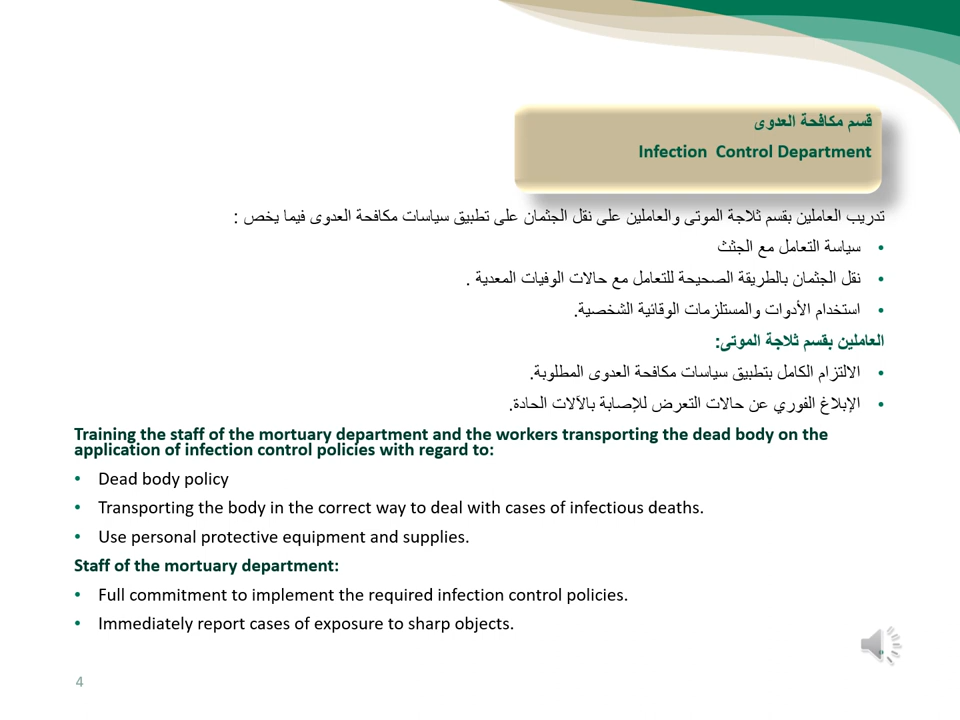 قسم مكافحة العدوى
Infection Control Department
تدريب العاملين بقسم ثلاجة الموتى والعاملين على نقل الجثمان على تطبيق سياسات مكافحة العدوى فيما يخص :
• سياسة التعامل مع الجثث
• نقل الجثمان بالطريقة الصحيحة للتعامل مع حالات الوفيات المعدية .
• استخدام الأدوات والمستلزمات الوقائية الشخصية.
العاملين بقسم ثلاجة الموتى:
• الالتزام الكامل بتطبيق سياسات مكافحة العدوى المطلوبة.
• الإبلاغ الفوري عن حالات التعرض للإصابة بالآلات الحادة.
Training the staff of the mortuary department and the workers transporting the dead body on the
application of infection control policies with regard to:
• Dead body policy
• Transporting the body in the correct way to deal with cases of infectious deaths.
• Use personal protective equipment and supplies.
Staff of the mortuary department:
• Full commitment to implement the required infection control policies.
• Immediately report cases of exposure to sharp objects.
4